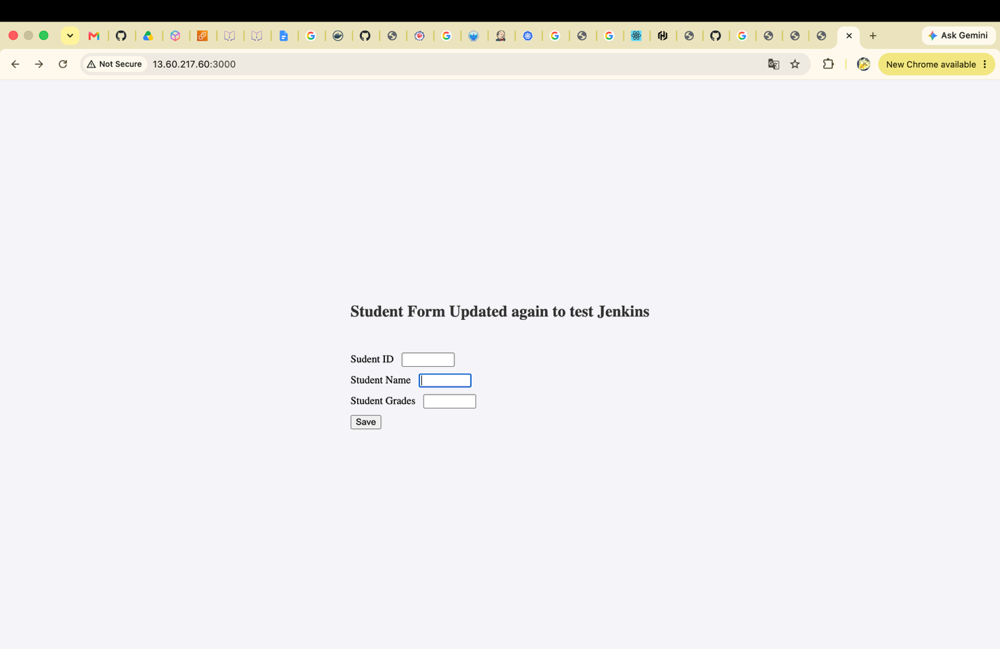 Ask Gemini
Not Secure 13.60.217.60:3000
New Chrome available
Student Form Updated again to test Jenkins
Sudent ID
Student Name
Student Grades
Save